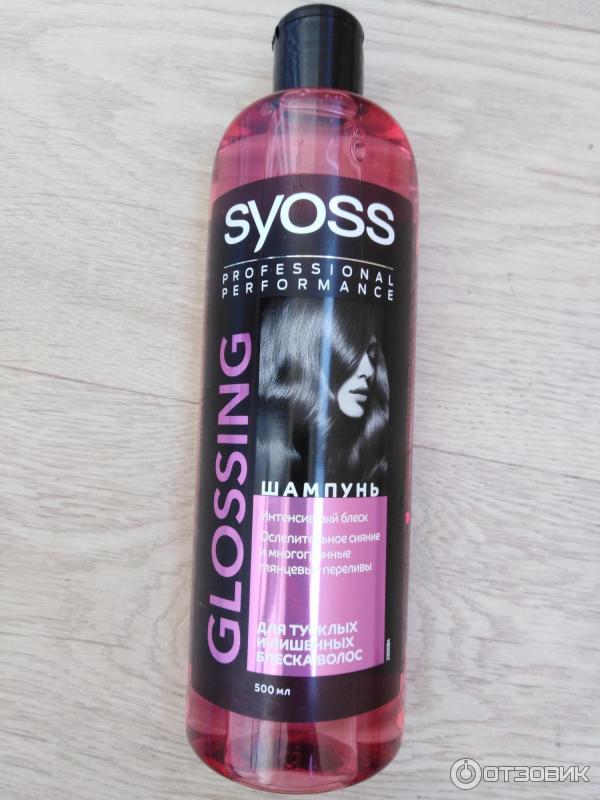 syoss
PROFESSIONAL
PERFORMANCE
GLOSSING
ШАМПУНЬ
Интенсивный блеск
Ослепительное сияние
и многогранные
глянцевые переливы
ДЛЯ ТУСКЛЫХ
И ЛИШЕННЫХ
БЛЕСКА ВОЛОС
500 мл
ОТЗОВИК